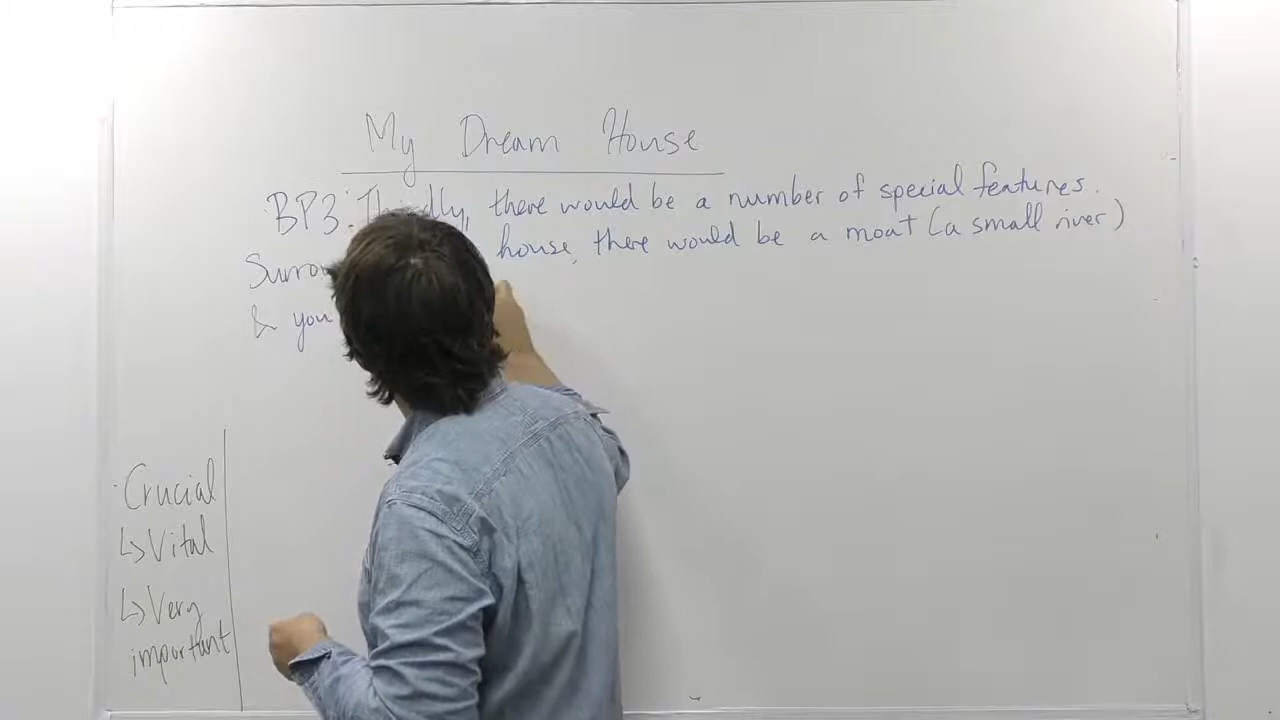 My Dream House
BP3: Thirdly, there would be a number of special features.
house, there would be a moat (a small river)
& you
Crucial
↳ Vital
↳ Very
important